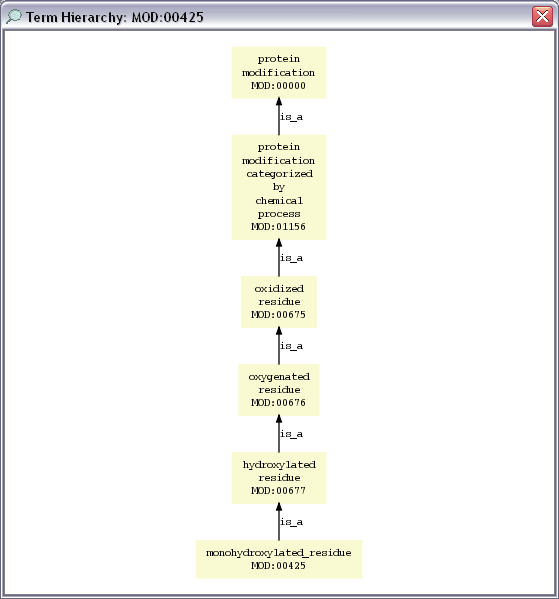 Term Hierarchy: MOD:00425
protein
modification
MOD:00000
is_a
protein
modification
categorized
by
chemical
process
MOD:01156
is_a
oxidized
residue
MOD:00675
is_a
oxygenated
residue
MOD:00676
is_a
hydroxylated
residue
MOD:00677
is_a
monohydroxylated_residue
MOD:00425